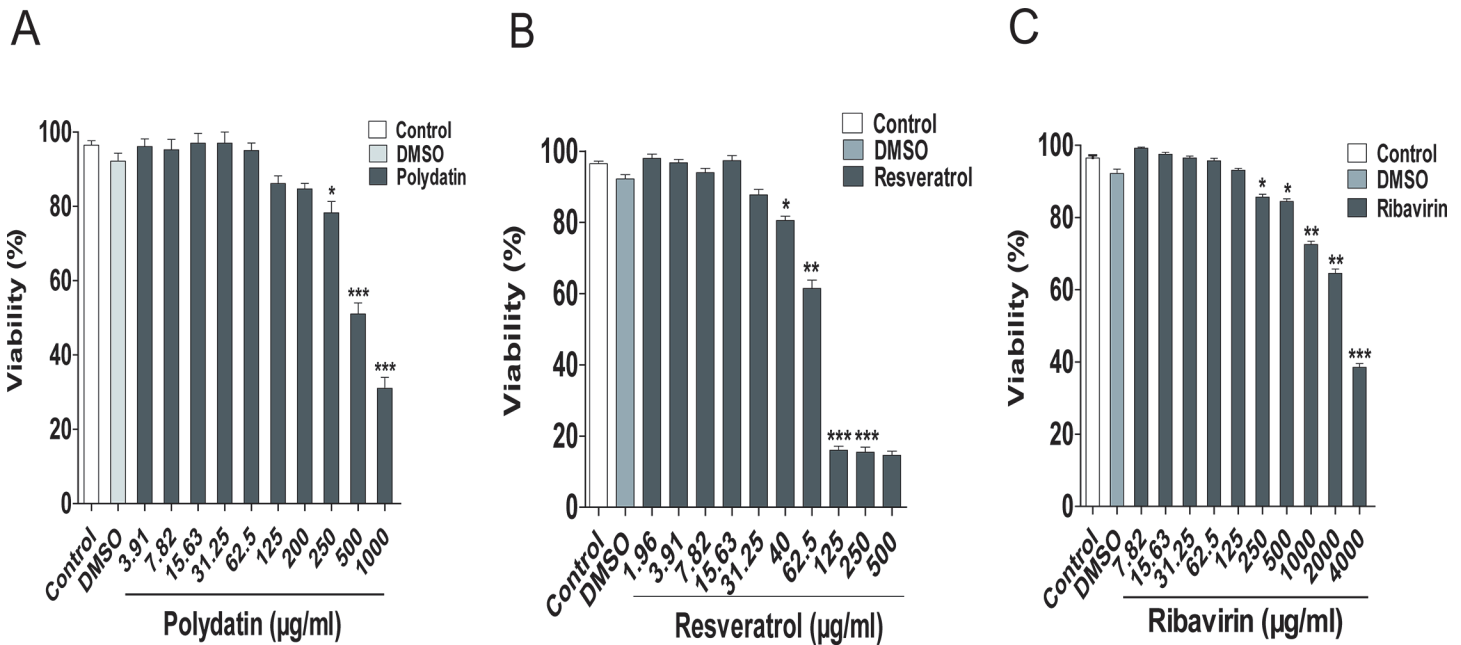 A
B
C
Control
DMSO
Polydatin
Control
DMSO
Resveratrol
Control
DMSO
Ribavirin
Viability (%)
100
80
60
40
20
0
*
***
***
Control
DMSO
3.91
7.82
15.63
31.25
62.5
125
200
250
500
1000
Polydatin (µg/ml)
Viability (%)
100
80
60
40
20
0
*
**
***
***
Control
DMSO
1.96
3.91
7.82
15.63
31.25
40
62.5
125
250
500
Resveratrol (µg/ml)
Viability (%)
100
80
60
40
20
0
*
*
**
**
***
Control
DMSO
7.82
15.63
31.25
62.5
125
250
500
1000
2000
4000
Ribavirin (µg/ml)